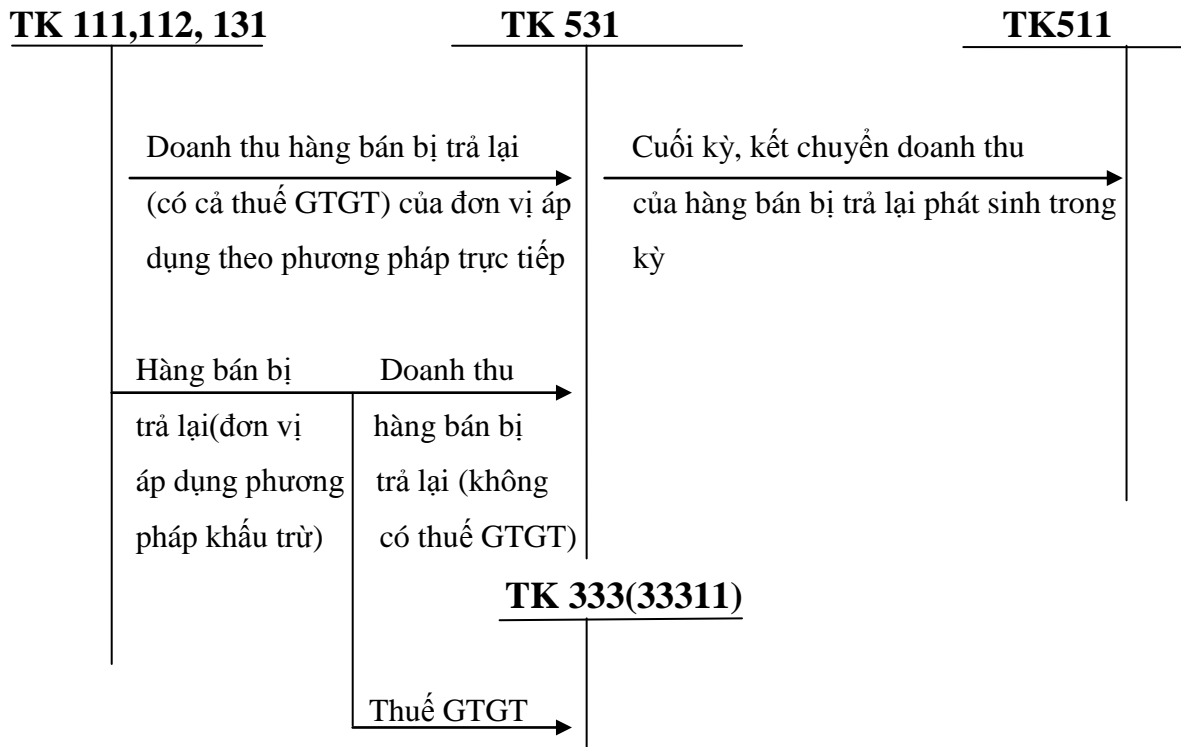 TK 111,112, 131
TK 531
TK511
Doanh thu hàng bán bị trả lại
(có cả thuế GTGT) của đơn vị áp
dụng theo phương pháp trực tiếp
Cuối kỳ, kết chuyển doanh thu
của hàng bán bị trả lại phát sinh trong
kỳ
Hàng bán bị
trả lại(đơn vị
áp dụng phương
pháp khấu trừ)
Doanh thu
hàng bán bị
trả lại (không
có thuế GTGT)
TK 333(33311)
Thuế GTGT